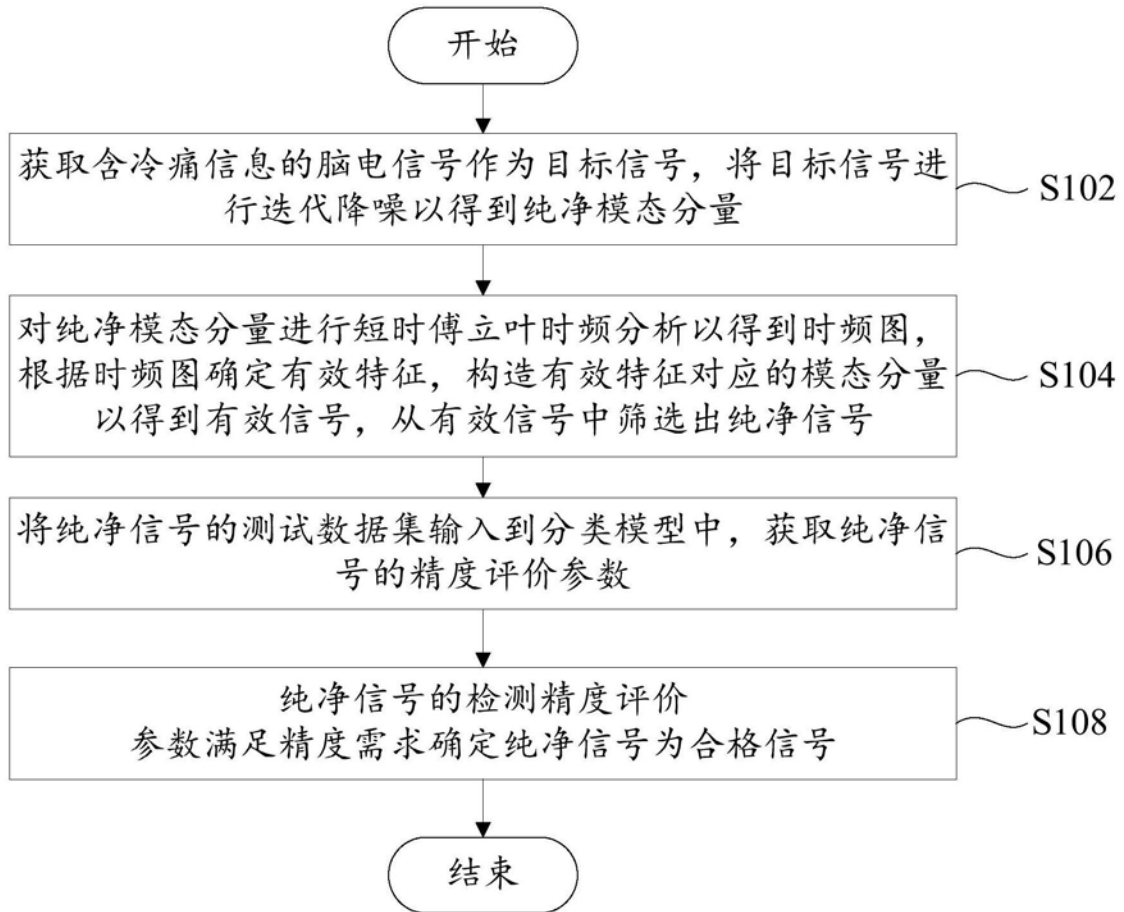 开始
获取含冷痛信息的脑电信号作为目标信号，将目标信号进
行迭代降噪以得到纯净模态分量
S102
对纯净模态分量进行短时傅立叶时频分析以得到时频图，
根据时频图确定有效特征，构造有效特征对应的模态分量
以得到有效信号，从有效信号中筛选出纯净信号
S104
将纯净信号的测试数据集输入到分类模型中，获取纯净信
号的精度评价参数
S106
纯净信号的检测精度评价
参数满足精度需求确定纯净信号为合格信号
S108
结束